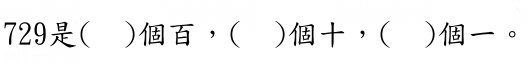 729是(　)個百，(　)個十，(　)個一。